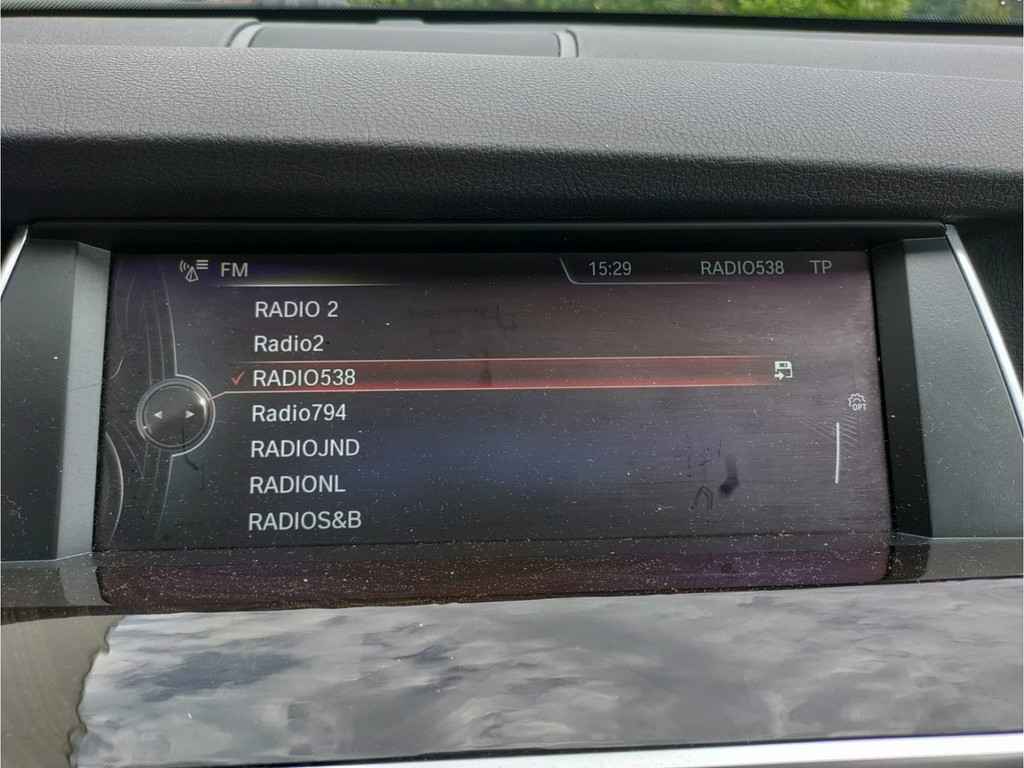 FM 15:29 RADIO538 TP
RADIO 2
Radio2
✓ RADIO538
Radio794
OPT
RADIOJND
RADIONL
RADIOS&B